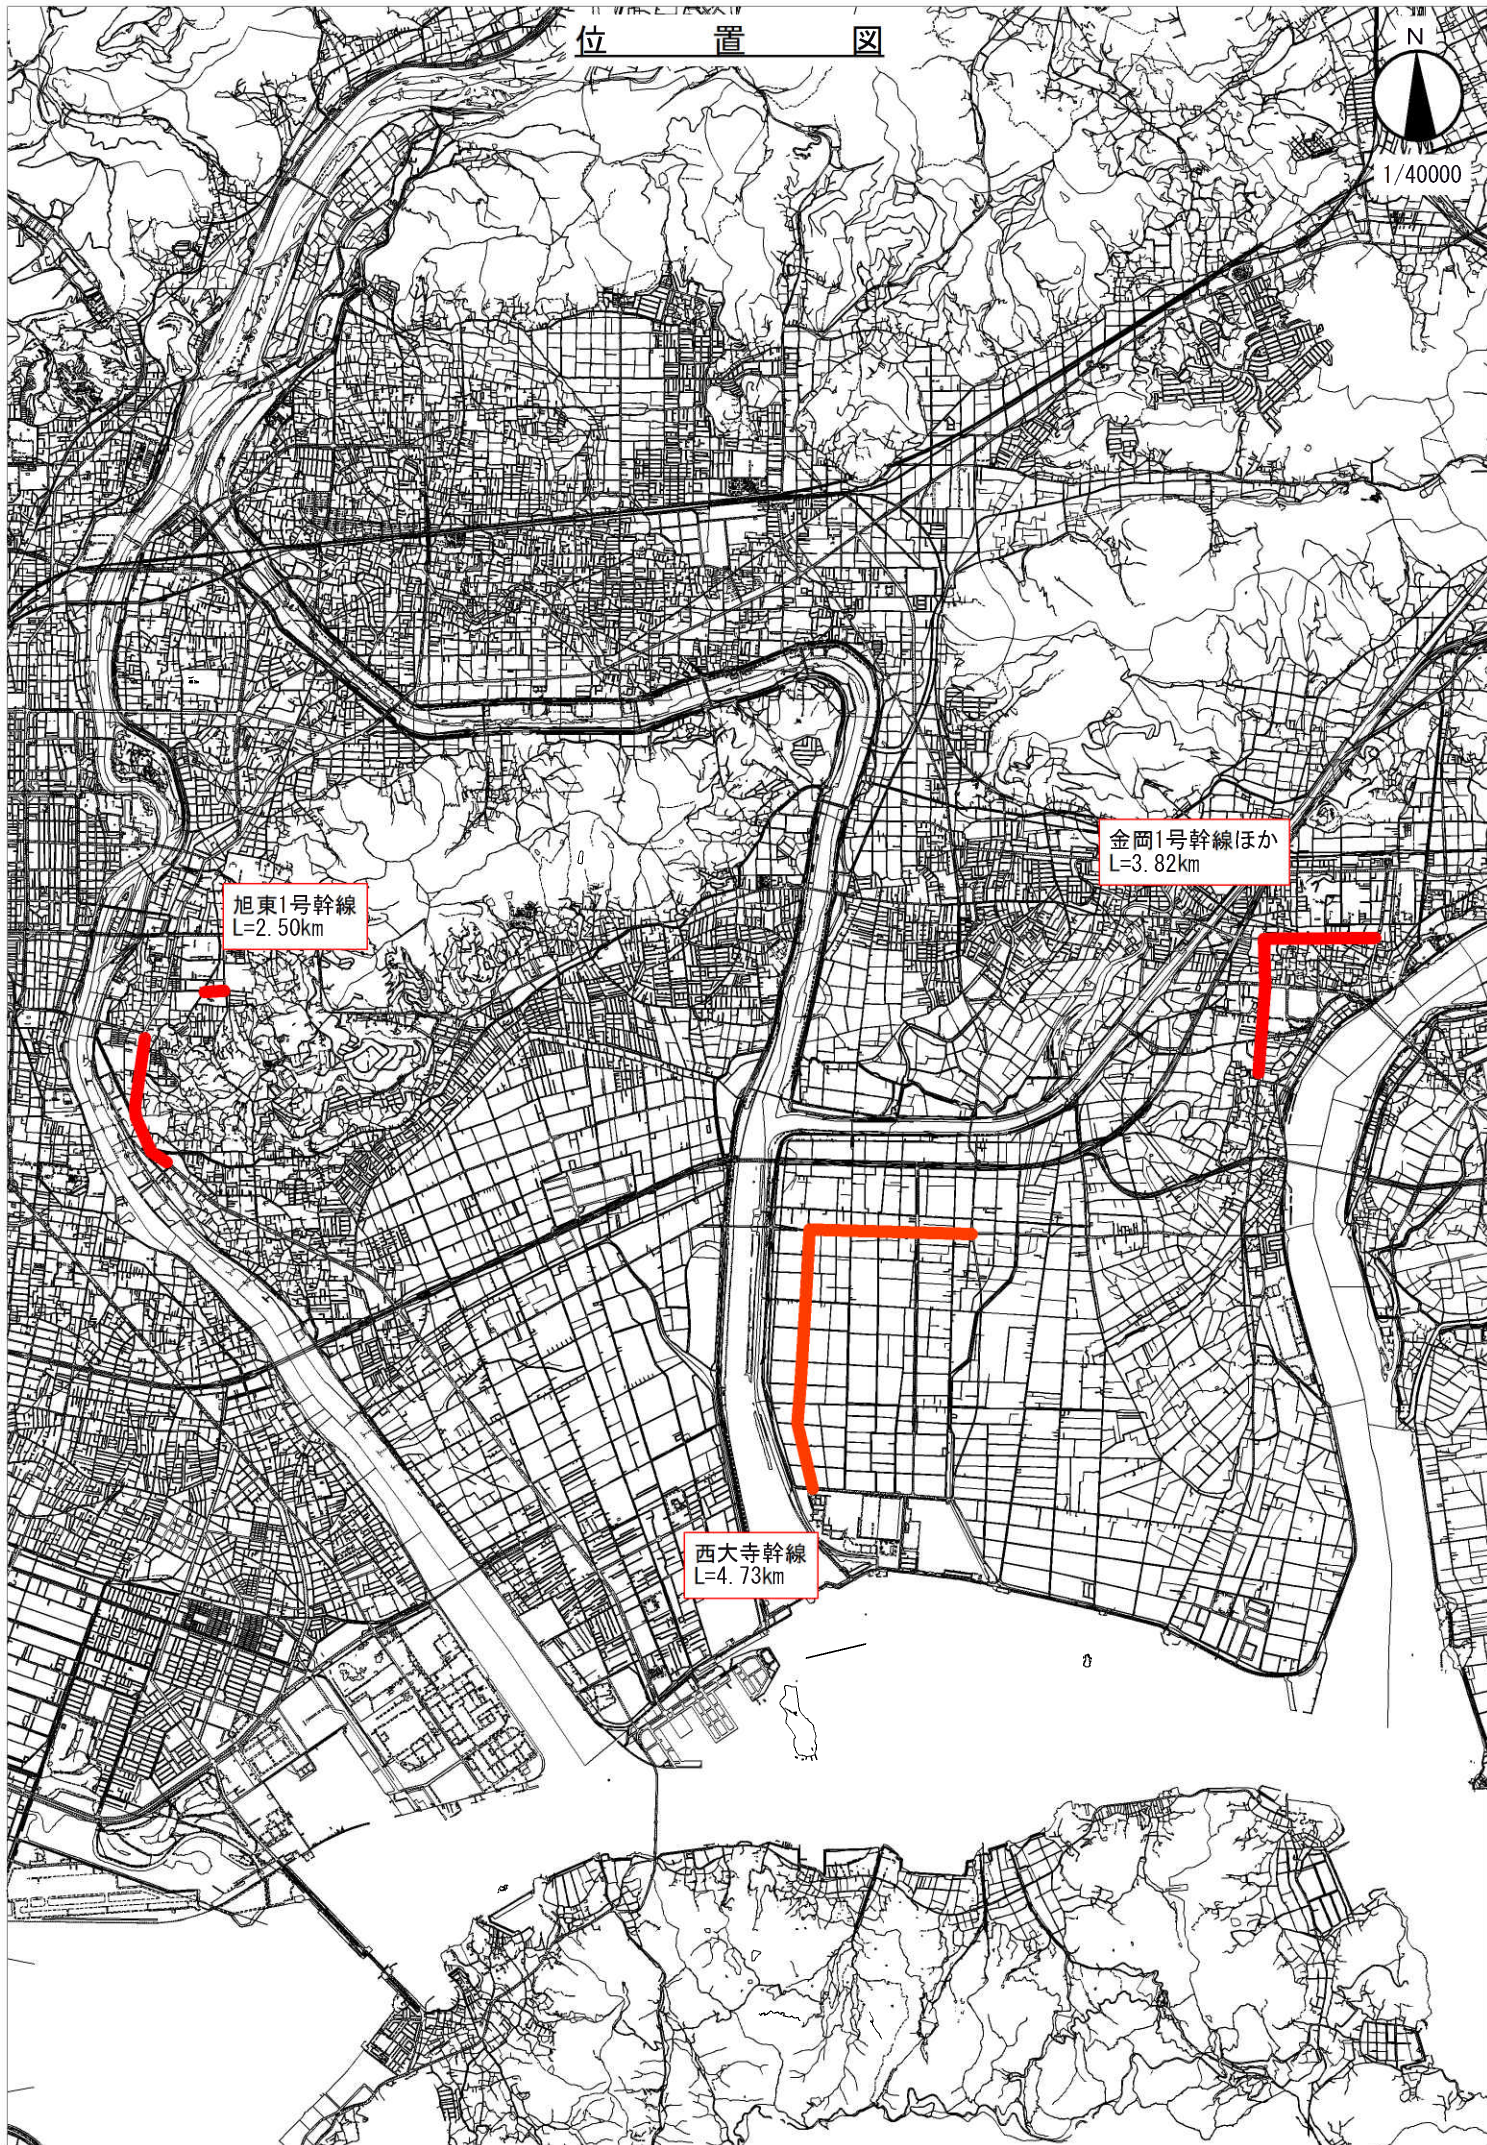 位置図
N
1/40000
金岡1号幹線ほか
L=3.82km
旭東1号幹線
L=2.50km
西大寺幹線
L=4.73km